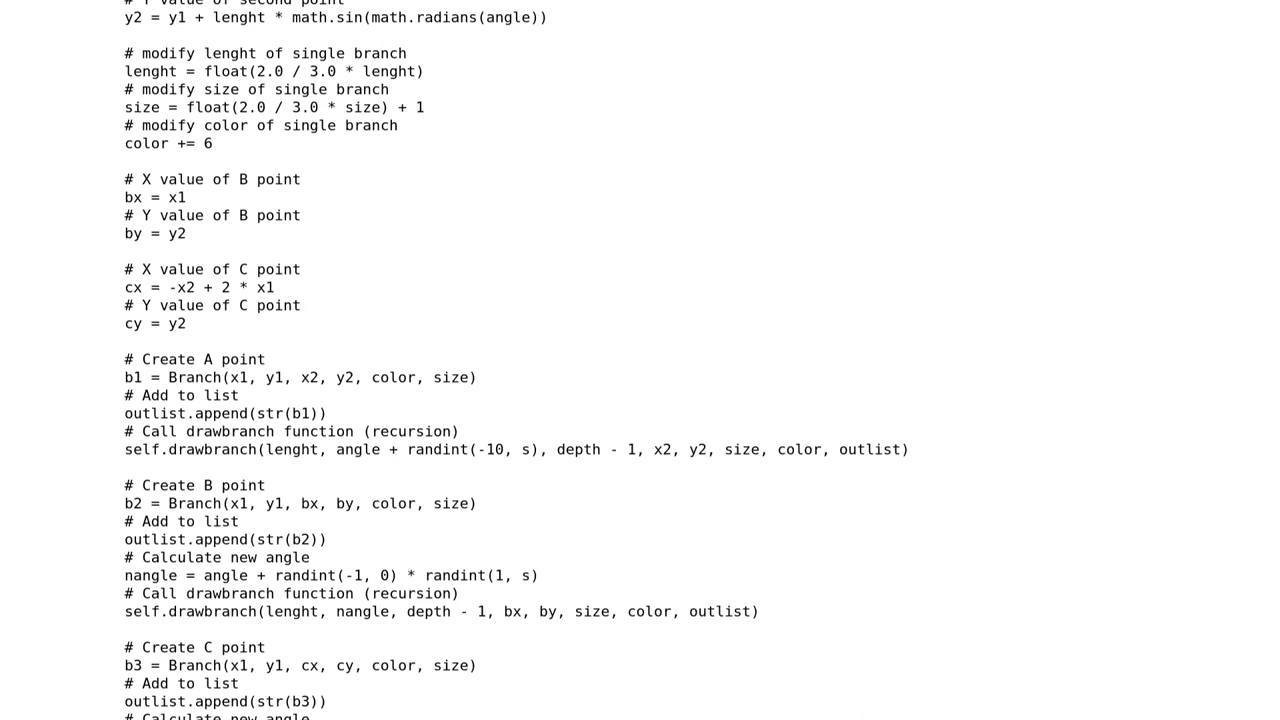 # Y value of second point
y2 = y1 + lenght * math.sin(math.radians(angle))
# modify lenght of single branch
lenght = float(2.0 / 3.0 * lenght)
# modify size of single branch
size = float(2.0 / 3.0 * size) + 1
# modify color of single branch
color += 6
# X value of B point
bx = x1
# Y value of B point
by = y2
# X value of C point
cx = -x2 + 2 * x1
# Y value of C point
cy = y2
# Create A point
b1 = Branch(x1, y1, x2, y2, color, size)
# Add to list
outlist.append(str(b1))
# Call drawbranch function (recursion)
self.drawbranch(lenght, angle + randint(-10, s), depth - 1, x2, y2, size, color, outlist)
# Create B point
b2 = Branch(x1, y1, bx, by, color, size)
# Add to list
outlist.append(str(b2))
# Calculate new angle
nangle = angle + randint(-1, 0) * randint(1, s)
# Call drawbranch function (recursion)
self.drawbranch(lenght, nangle, depth - 1, bx, by, size, color, outlist)
# Create C point
b3 = Branch(x1, y1, cx, cy, color, size)
# Add to list
outlist.append(str(b3))
# Calculate new angle